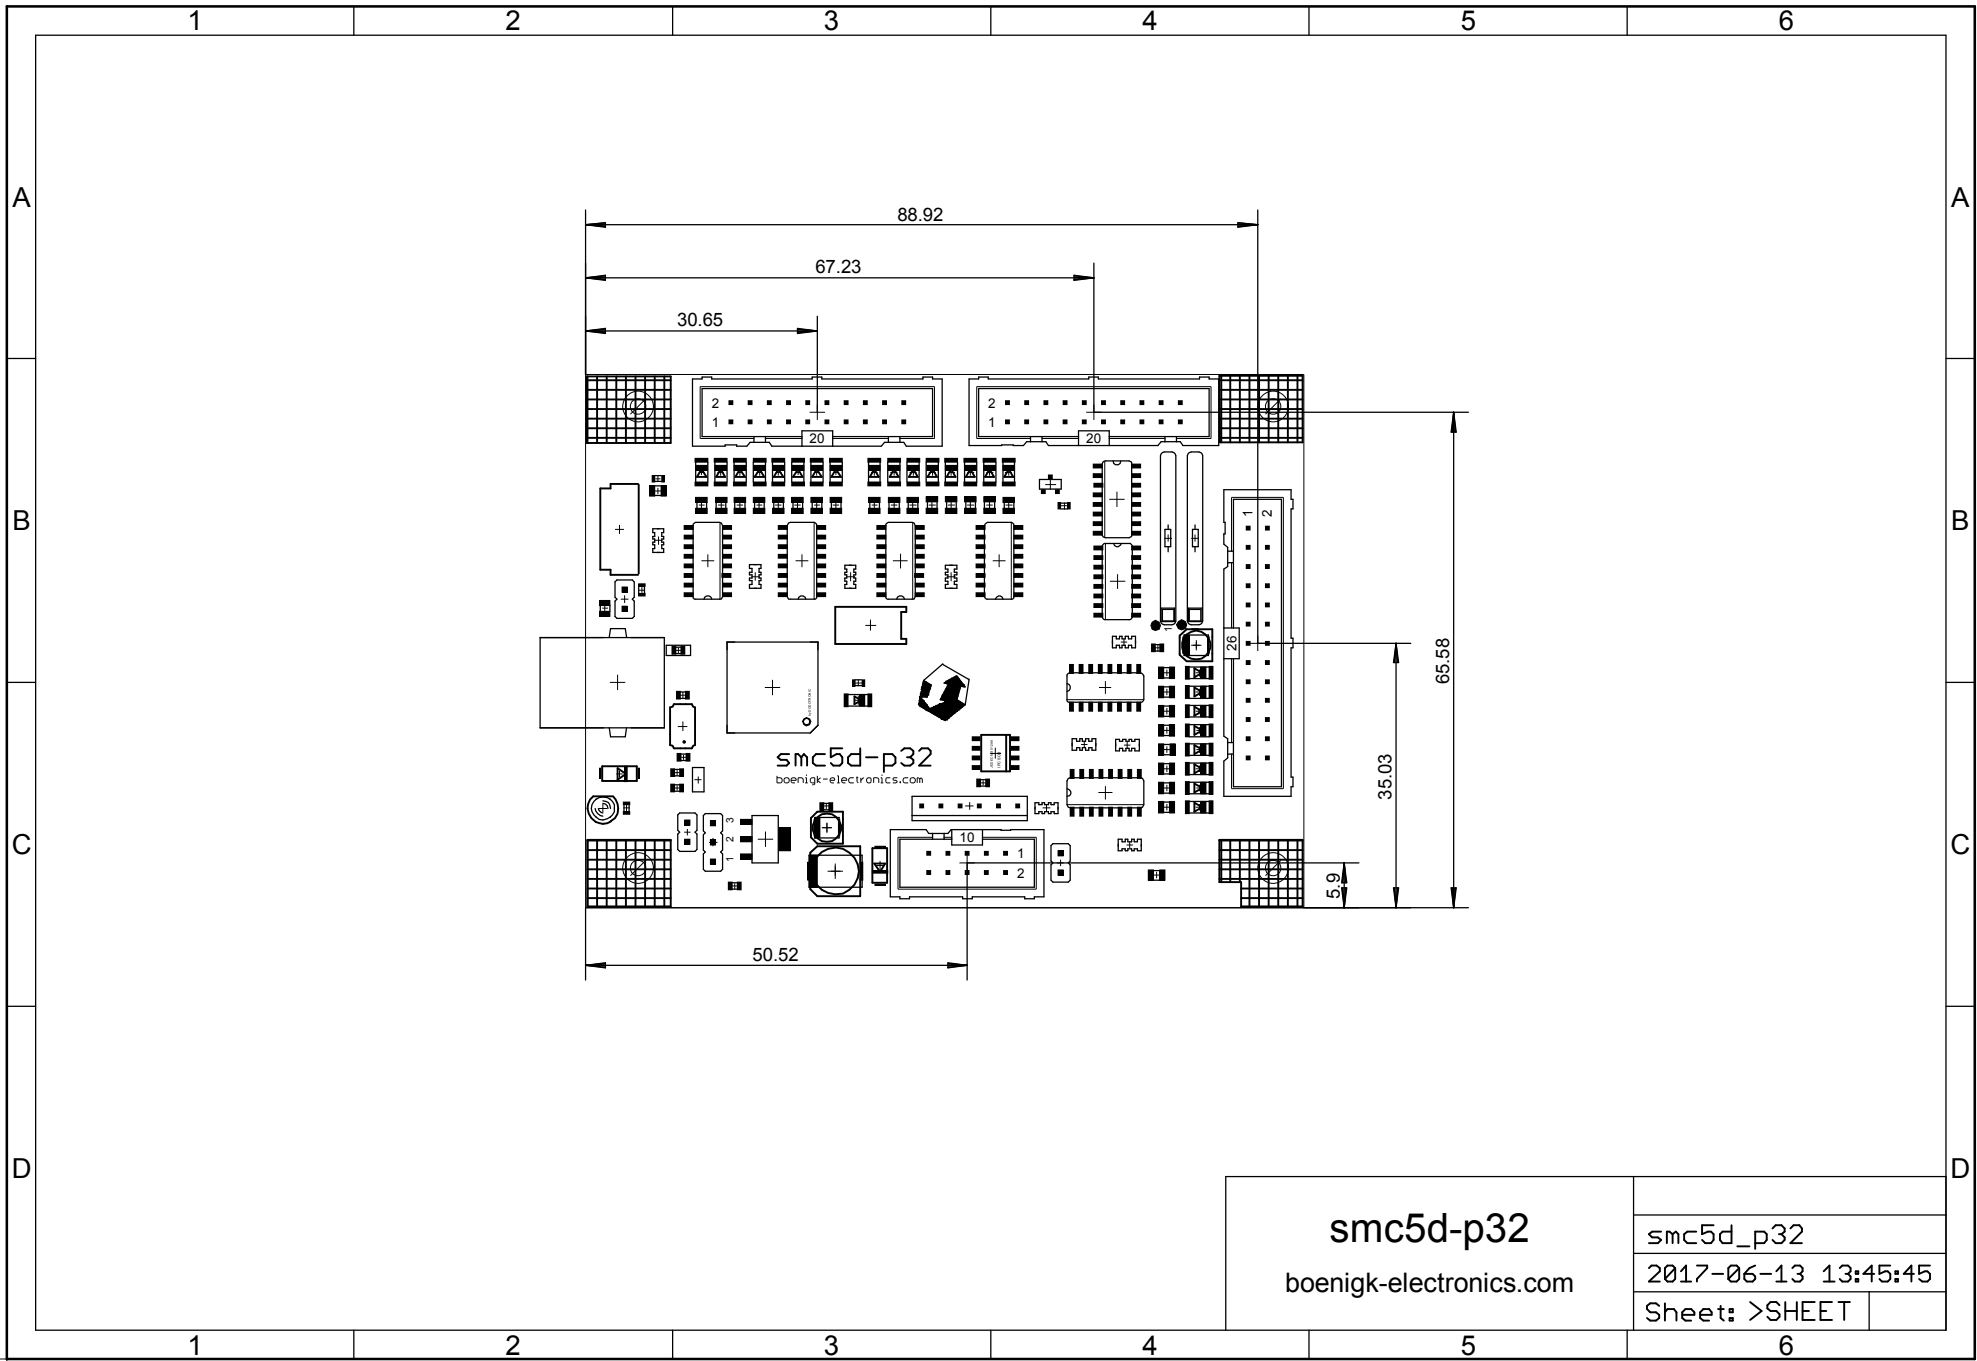 1 2 3 4 5 6
A A
88.92
67.23
30.65
2 2
1 1
20 20
B B
1 2
26
1
65.58
35.03
smc5d-p32
boenigk-electronics.com
3
2
1
10
1
2
C C
5.9
50.52
D D
smc5d-p32
boenigk-electronics.com
smc5d_p32
2017-06-13 13:45:45
Sheet: >SHEET
1 2 3 4 5 6